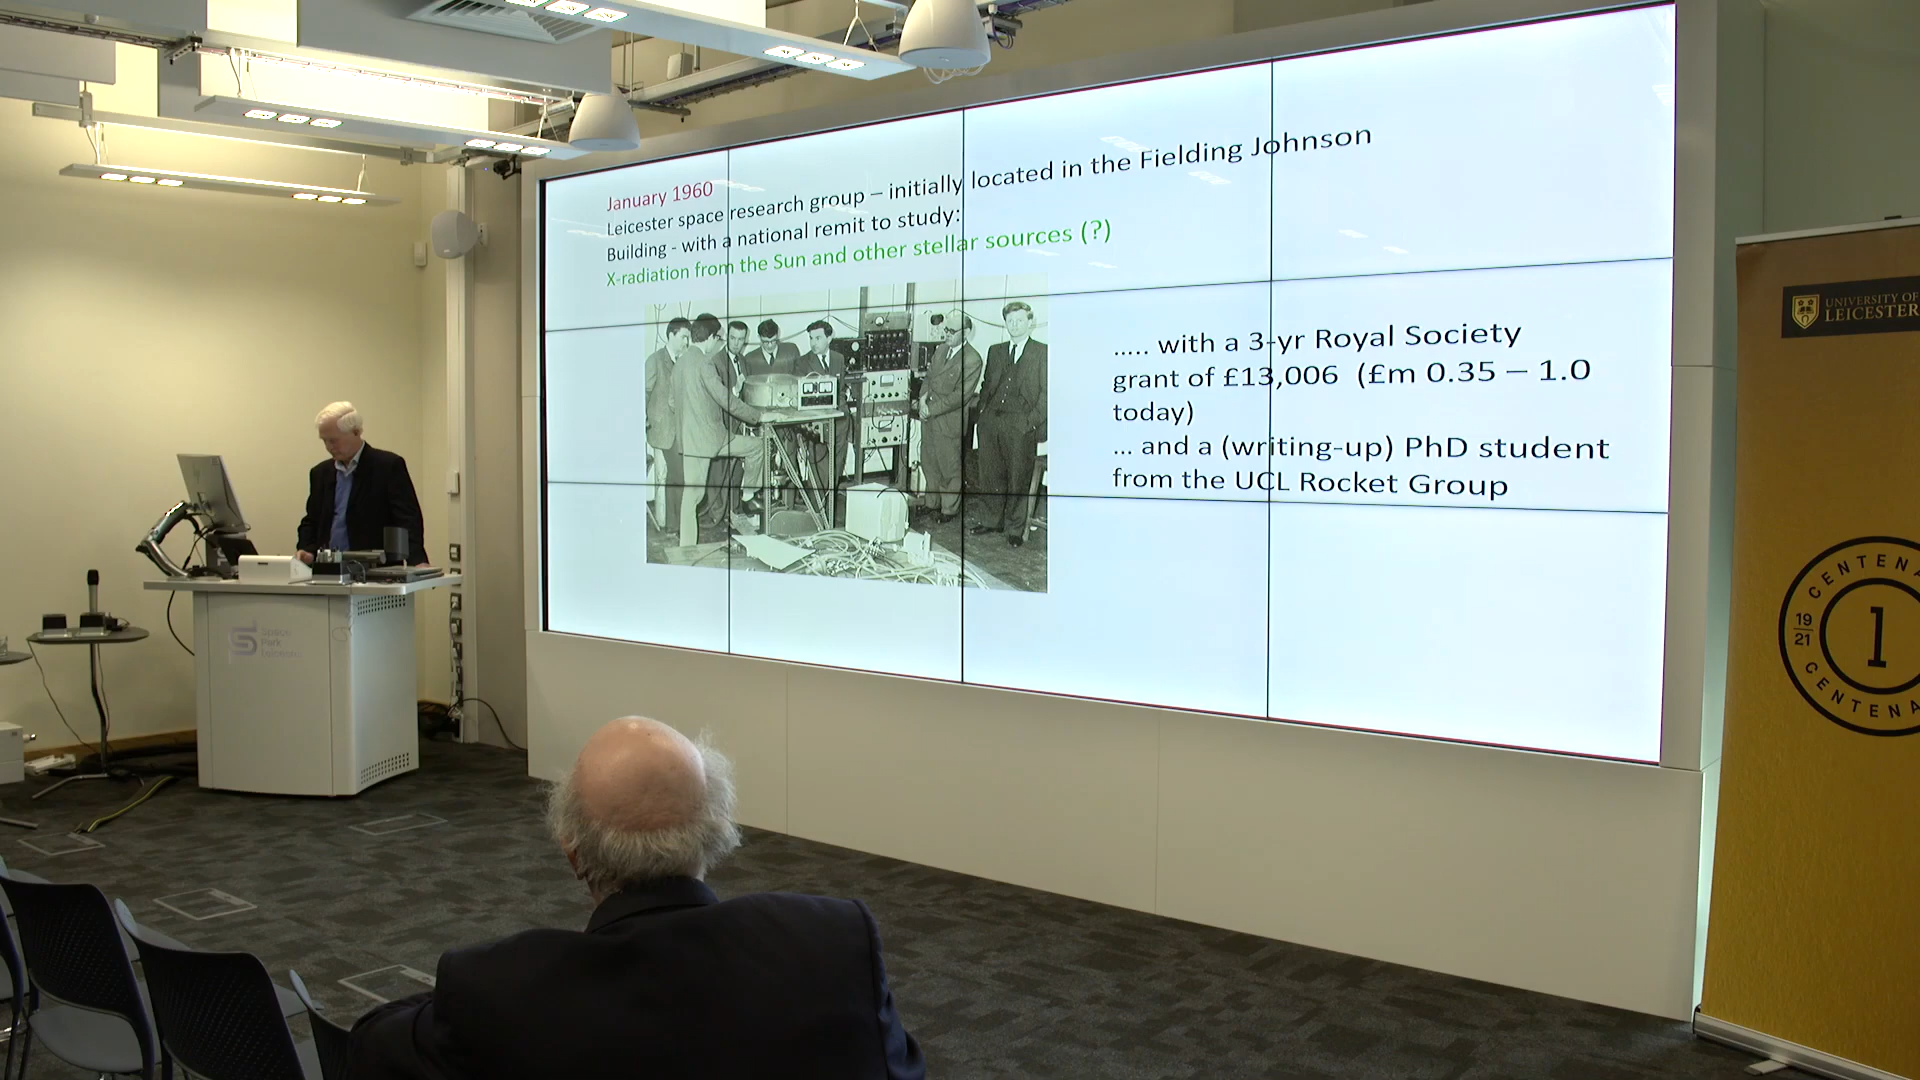 January 1960
Leicester space research group – initially located in the Fielding Johnson
Building - with a national remit to study:
X-radiation from the Sun and other stellar sources (?)
..... with a 3-yr Royal Society
grant of £13,006 (£m 0.35 – 1.0
today)
... and a (writing-up) PhD student
from the UCL Rocket Group
UNIVERSITY OF
LEICESTER
CENTENA
19
21
1
CENTENA
Space
Park
Leicester